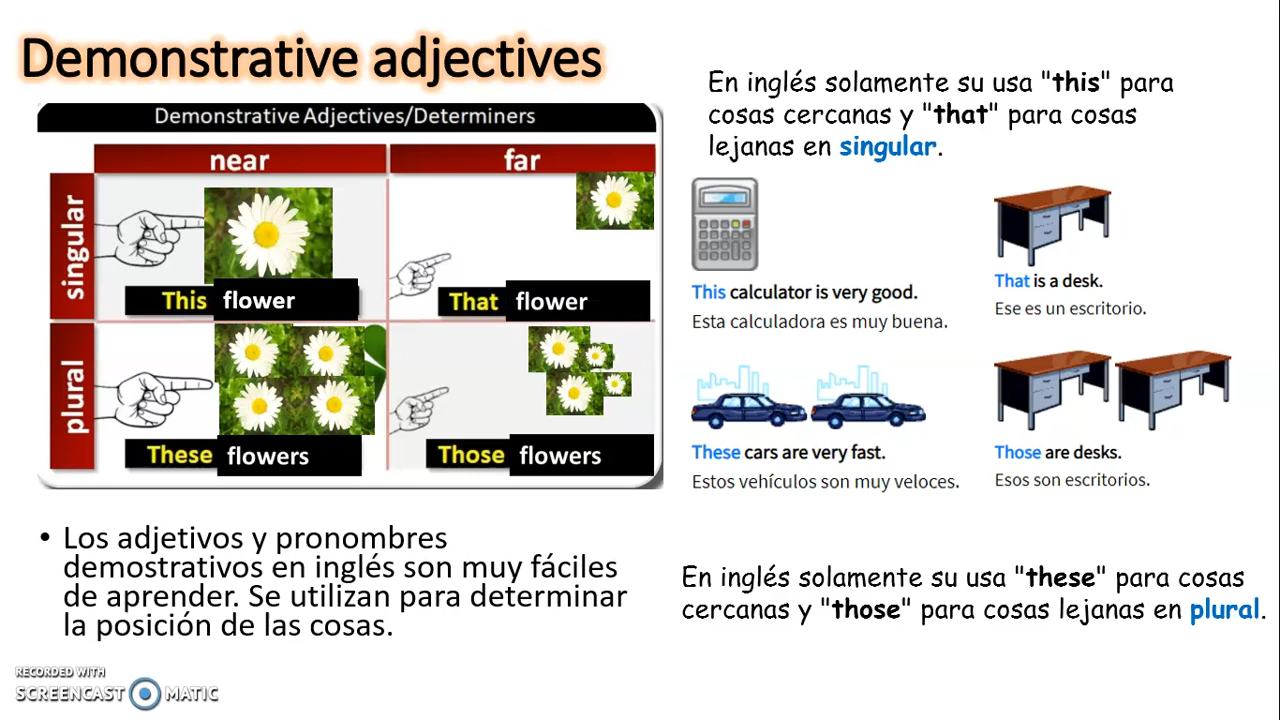 Demonstrative adjectives
Demonstrative Adjectives/Determiners
near
far
singular
This flower
That flower
plural
These flowers
Those flowers
• Los adjetivos y pronombres
demostrativos en inglés son muy fáciles
de aprender. Se utilizan para determinar
la posición de las cosas.
En inglés solamente su usa "this" para
cosas cercanas y "that" para cosas
lejanas en singular.
This calculator is very good.
Esta calculadora es muy buena.
That is a desk.
Ese es un escritorio.
These cars are very fast.
Estos vehículos son muy veloces.
Those are desks.
Esos son escritorios.
En inglés solamente su usa "these" para cosas
cercanas y "those" para cosas lejanas en plural.
RECORDED WITH
SCREENCAST MATIC